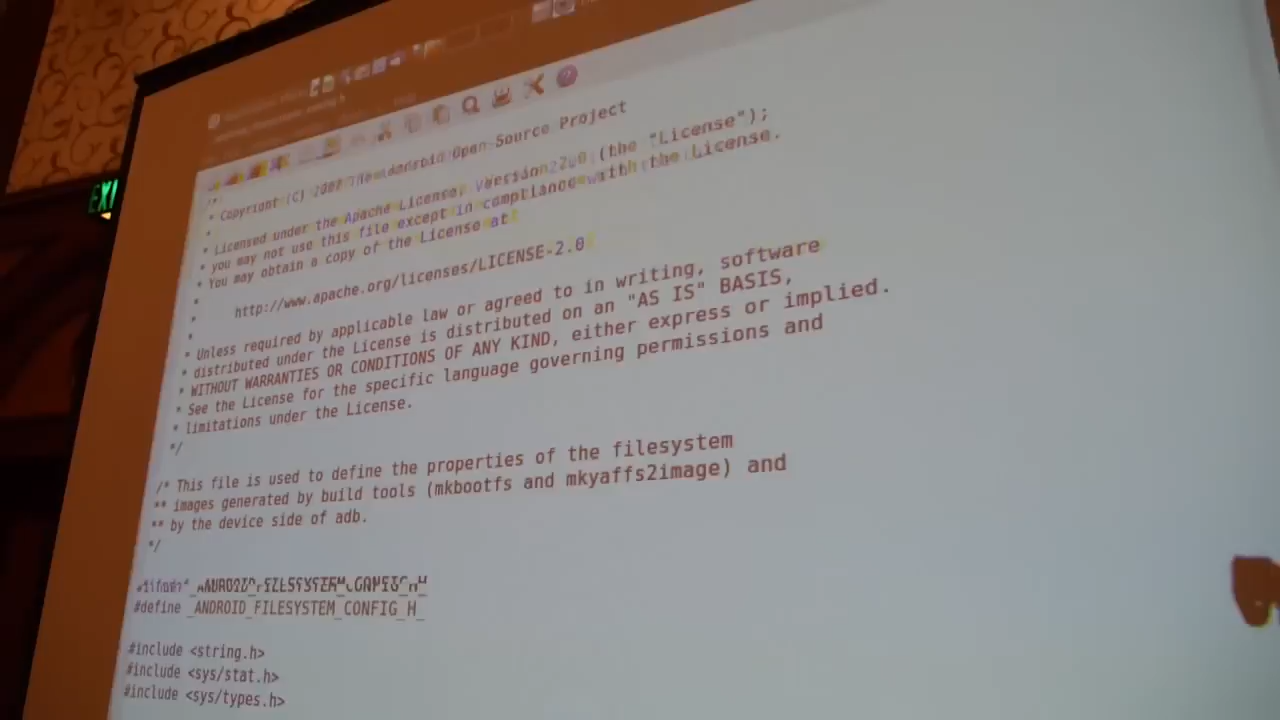 EXI
/*
* Copyright (C) The Android Open Source Project
*
* Licensed under the Apache License, Version 2.0 (the "License");
* you may not use this file except in compliance with the License.
* You may obtain a copy of the License at
*
* http://www.apache.org/licenses/LICENSE-2.0
*
* Unless required by applicable law or agreed to in writing, software
* distributed under the License is distributed on an "AS IS" BASIS,
* WITHOUT WARRANTIES OR CONDITIONS OF ANY KIND, either express or implied.
* See the License for the specific language governing permissions and
* limitations under the License.
*/
/* This file is used to define the properties of the filesystem
** images generated by build tools (mkbootfs and mkyaffs2image) and
** by the device side of adb.
*/
#define _ANDROID_FILESYSTEM_CONFIG_H_
#include <string.h>
#include <sys/stat.h>
#include <sys/types.h>